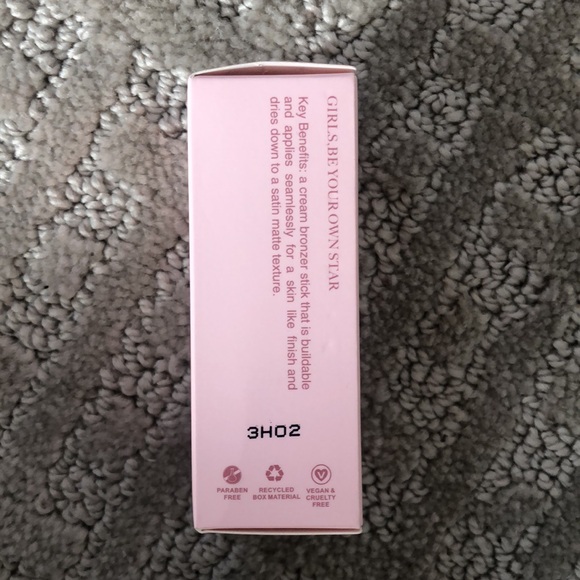 GIRLS,BE YOUR OWN STAR
Key Benefits: a cream bronzer stick that is buildable
and applies seamlessly for a skin like finish and
dries down to a satin matte texture.
3H02
PARABEN
FREE
RECYCLED
BOX MATERIAL
VEGAN &
CRUELTY
FREE